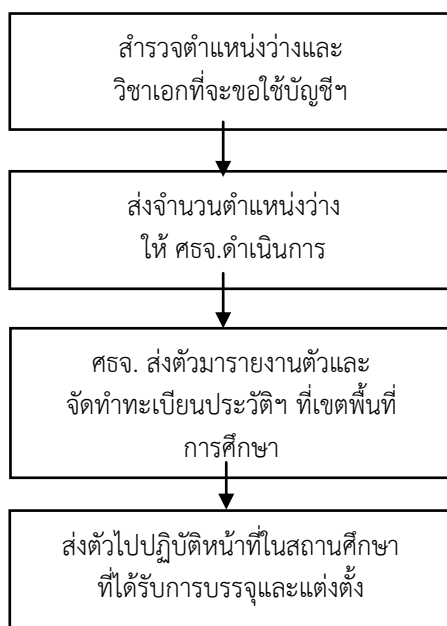 สำรวจตำแหน่งว่างและ
วิชาเอกที่จะขอใช้บัญชีฯ
ส่งจำนวนตำแหน่งว่าง
ให้ ศธจ.ดำเนินการ
ศธจ. ส่งตัวมารายงานตัวและ
จัดทำทะเบียนประวัติฯ ที่เขตพื้นที่
การศึกษา
ส่งตัวไปปฏิบัติหน้าที่ในสถานศึกษา
ที่ได้รับการบรรจุและแต่งตั้ง